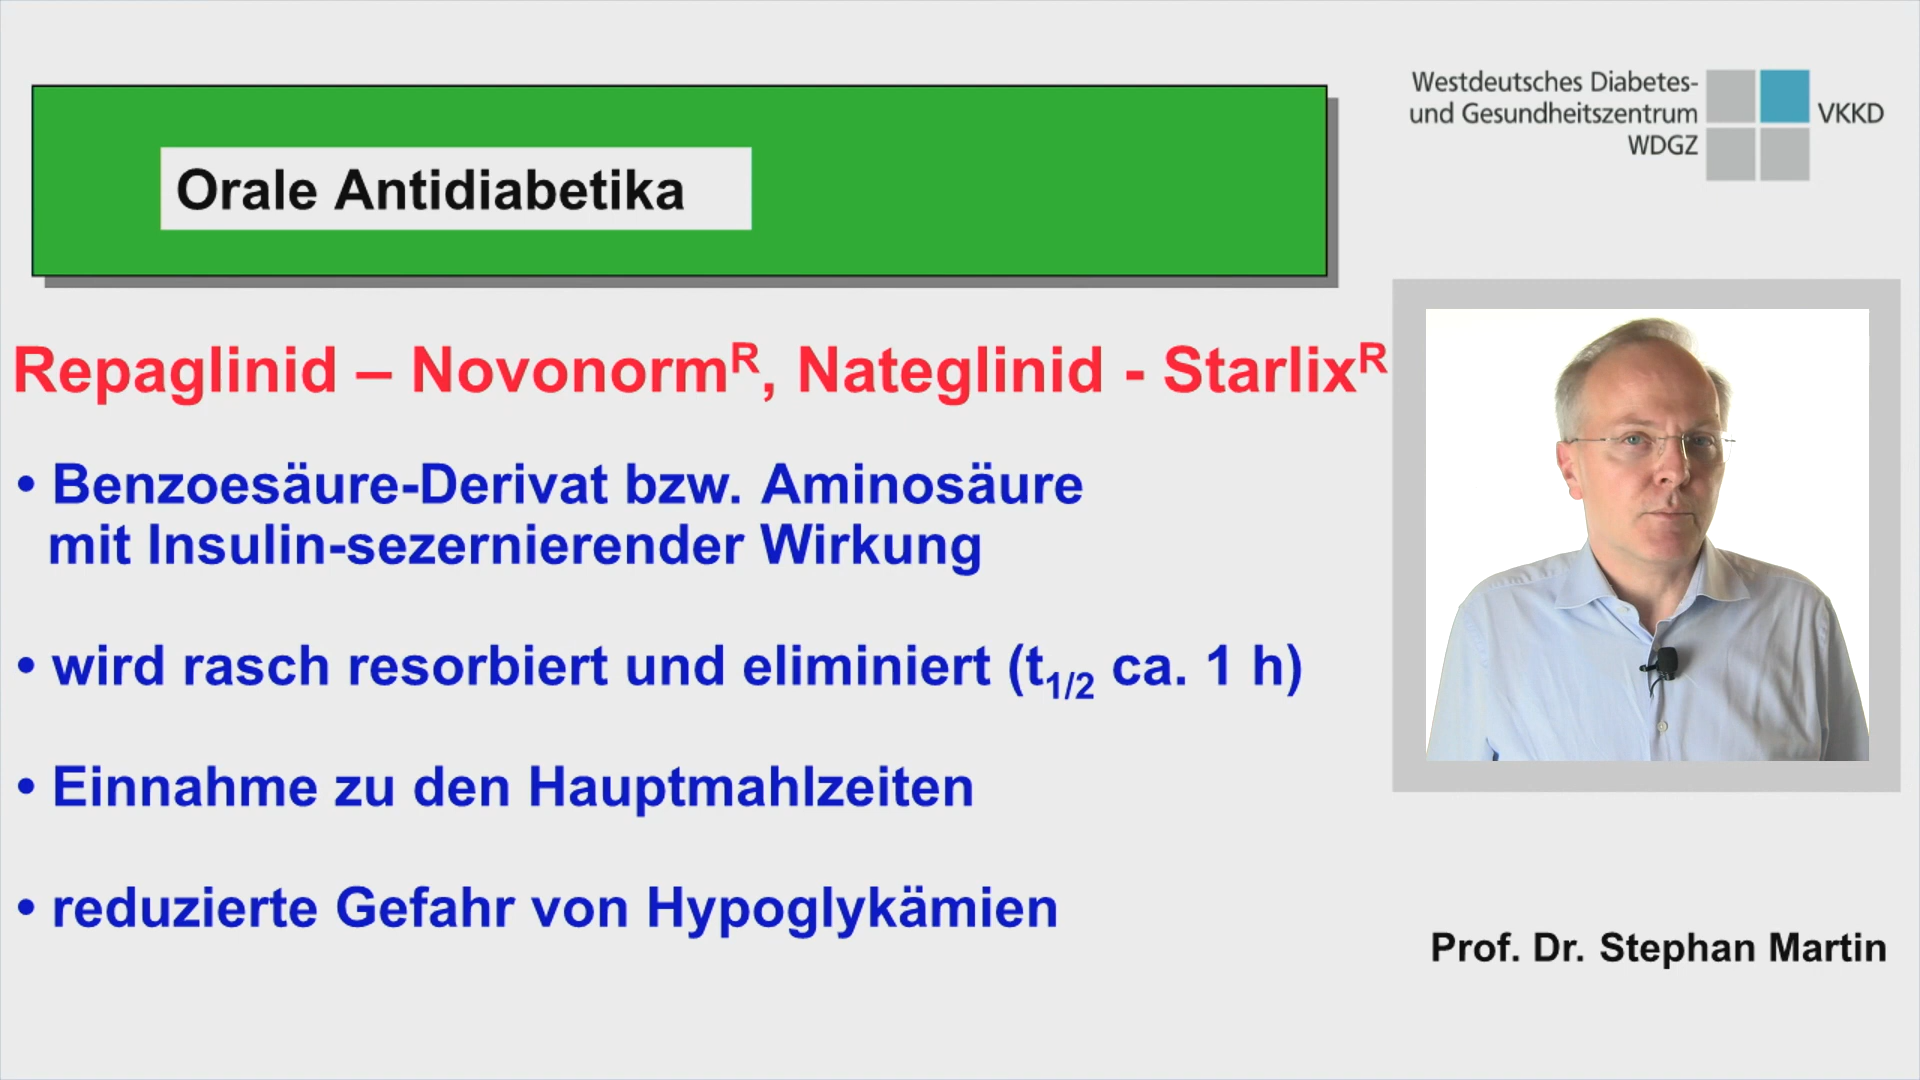 Orale Antidiabetika
Westdeutsches Diabetes-
und Gesundheitszentrum
WDGZ
VKKD
Repaglinid – Novonormᴿ, Nateglinid - Starlixᴿ
• Benzoesäure-Derivat bzw. Aminosäure
mit Insulin-sezernierender Wirkung
• wird rasch resorbiert und eliminiert (t1/2 ca. 1 h)
• Einnahme zu den Hauptmahlzeiten
• reduzierte Gefahr von Hypoglykämien
Prof. Dr. Stephan Martin